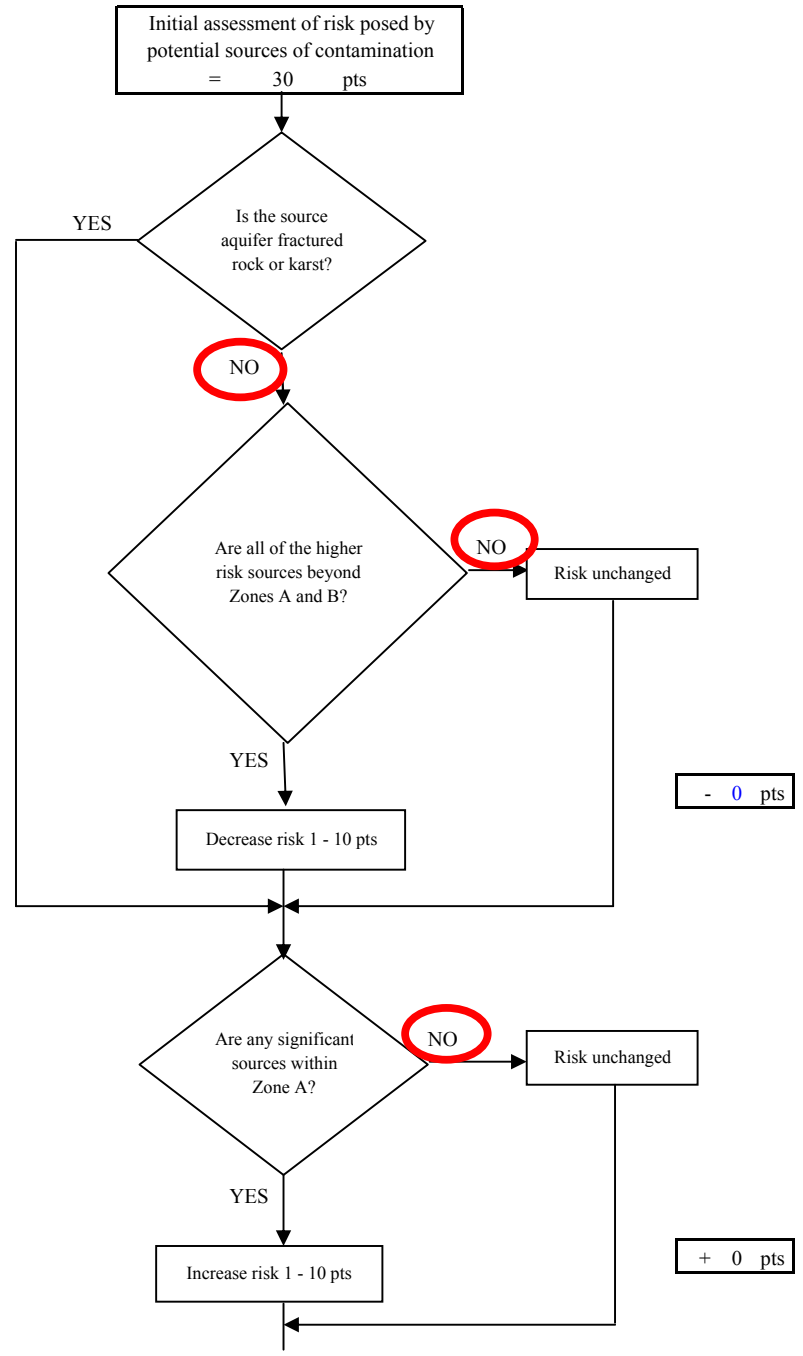 Initial assessment of risk posed by
potential sources of contamination
= 30 pts
YES
Is the source
aquifer fractured
rock or karst?
NO
Are all of the higher
risk sources beyond
Zones A and B?
NO
Risk unchanged
YES
- 0 pts
Decrease risk 1 - 10 pts
Are any significant
sources within
Zone A?
NO
Risk unchanged
YES
+ 0 pts
Increase risk 1 - 10 pts